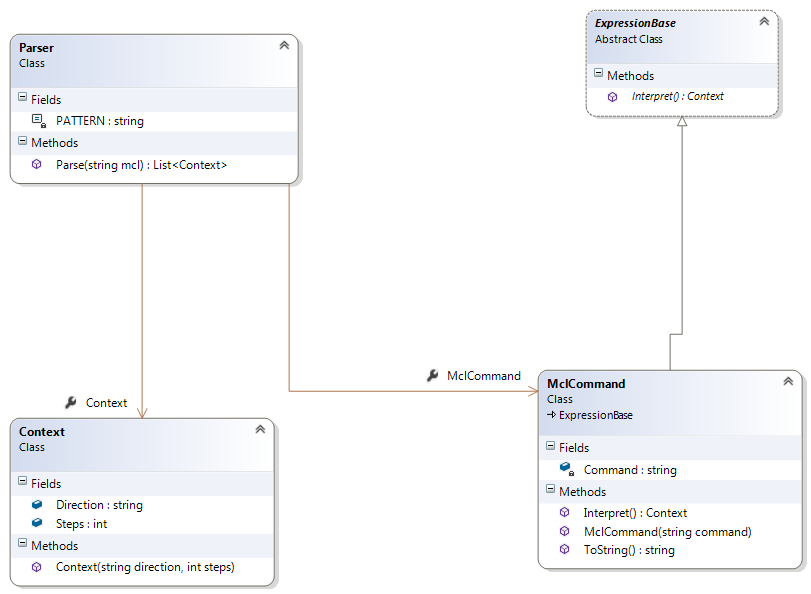 Parser
Class
Fields
PATTERN : string
Methods
Parse(string mcl) : List<Context>
ExpressionBase
Abstract Class
Methods
Interpret() : Context
MclCommand
Context
Context
Class
Fields
Direction : string
Steps : int
Methods
Context(string direction, int steps)
MclCommand
Class
ExpressionBase
Fields
Command : string
Methods
Interpret() : Context
MclCommand(string command)
ToString() : string